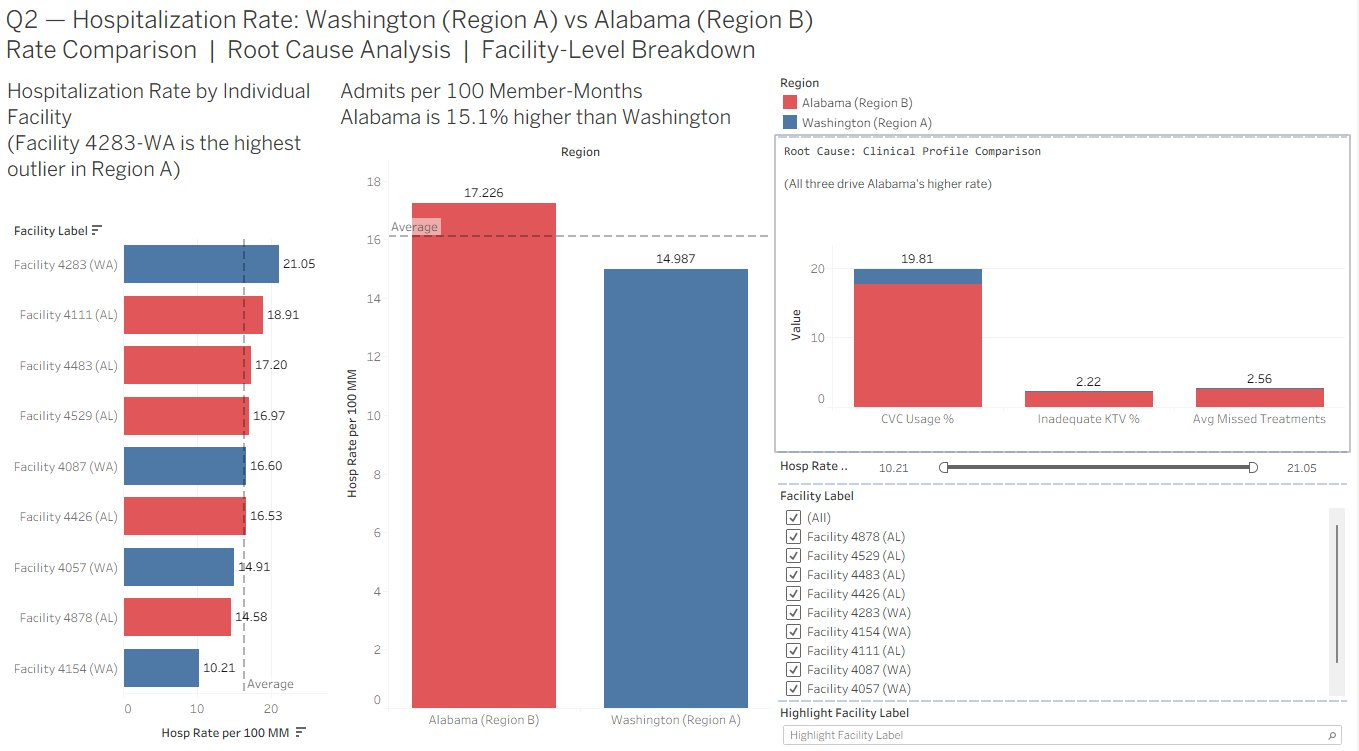 Q2 — Hospitalization Rate: Washington (Region A) vs Alabama (Region B)
Rate Comparison | Root Cause Analysis | Facility-Level Breakdown
Hospitalization Rate by Individual
Facility
(Facility 4283-WA is the highest
outlier in Region A)
Facility Label
Facility 4283 (WA) 21.05
Facility 4111 (AL) 18.91
Facility 4483 (AL) 17.20
Facility 4529 (AL) 16.97
Facility 4087 (WA) 16.60
Facility 4426 (AL) 16.53
Facility 4057 (WA) 14.91
Facility 4878 (AL) 14.58
Facility 4154 (WA) 10.21
Average
0 10 20
Hosp Rate per 100 MM
Admits per 100 Member-Months
Alabama is 15.1% higher than Washington
Region
Hosp Rate per 100 MM
18
16
14
12
10
8
6
4
2
0
17.226
Average
14.987
Alabama (Region B) Washington (Region A)
Region
Alabama (Region B)
Washington (Region A)
Root Cause: Clinical Profile Comparison
(All three drive Alabama's higher rate)
Value
20
10
0
19.81
2.22
2.56
CVC Usage % Inadequate KTV % Avg Missed Treatments
Hosp Rate .. 10.21 21.05
Facility Label
(All)
Facility 4878 (AL)
Facility 4529 (AL)
Facility 4483 (AL)
Facility 4426 (AL)
Facility 4283 (WA)
Facility 4154 (WA)
Facility 4111 (AL)
Facility 4087 (WA)
Facility 4057 (WA)
Highlight Facility Label
Highlight Facility Label